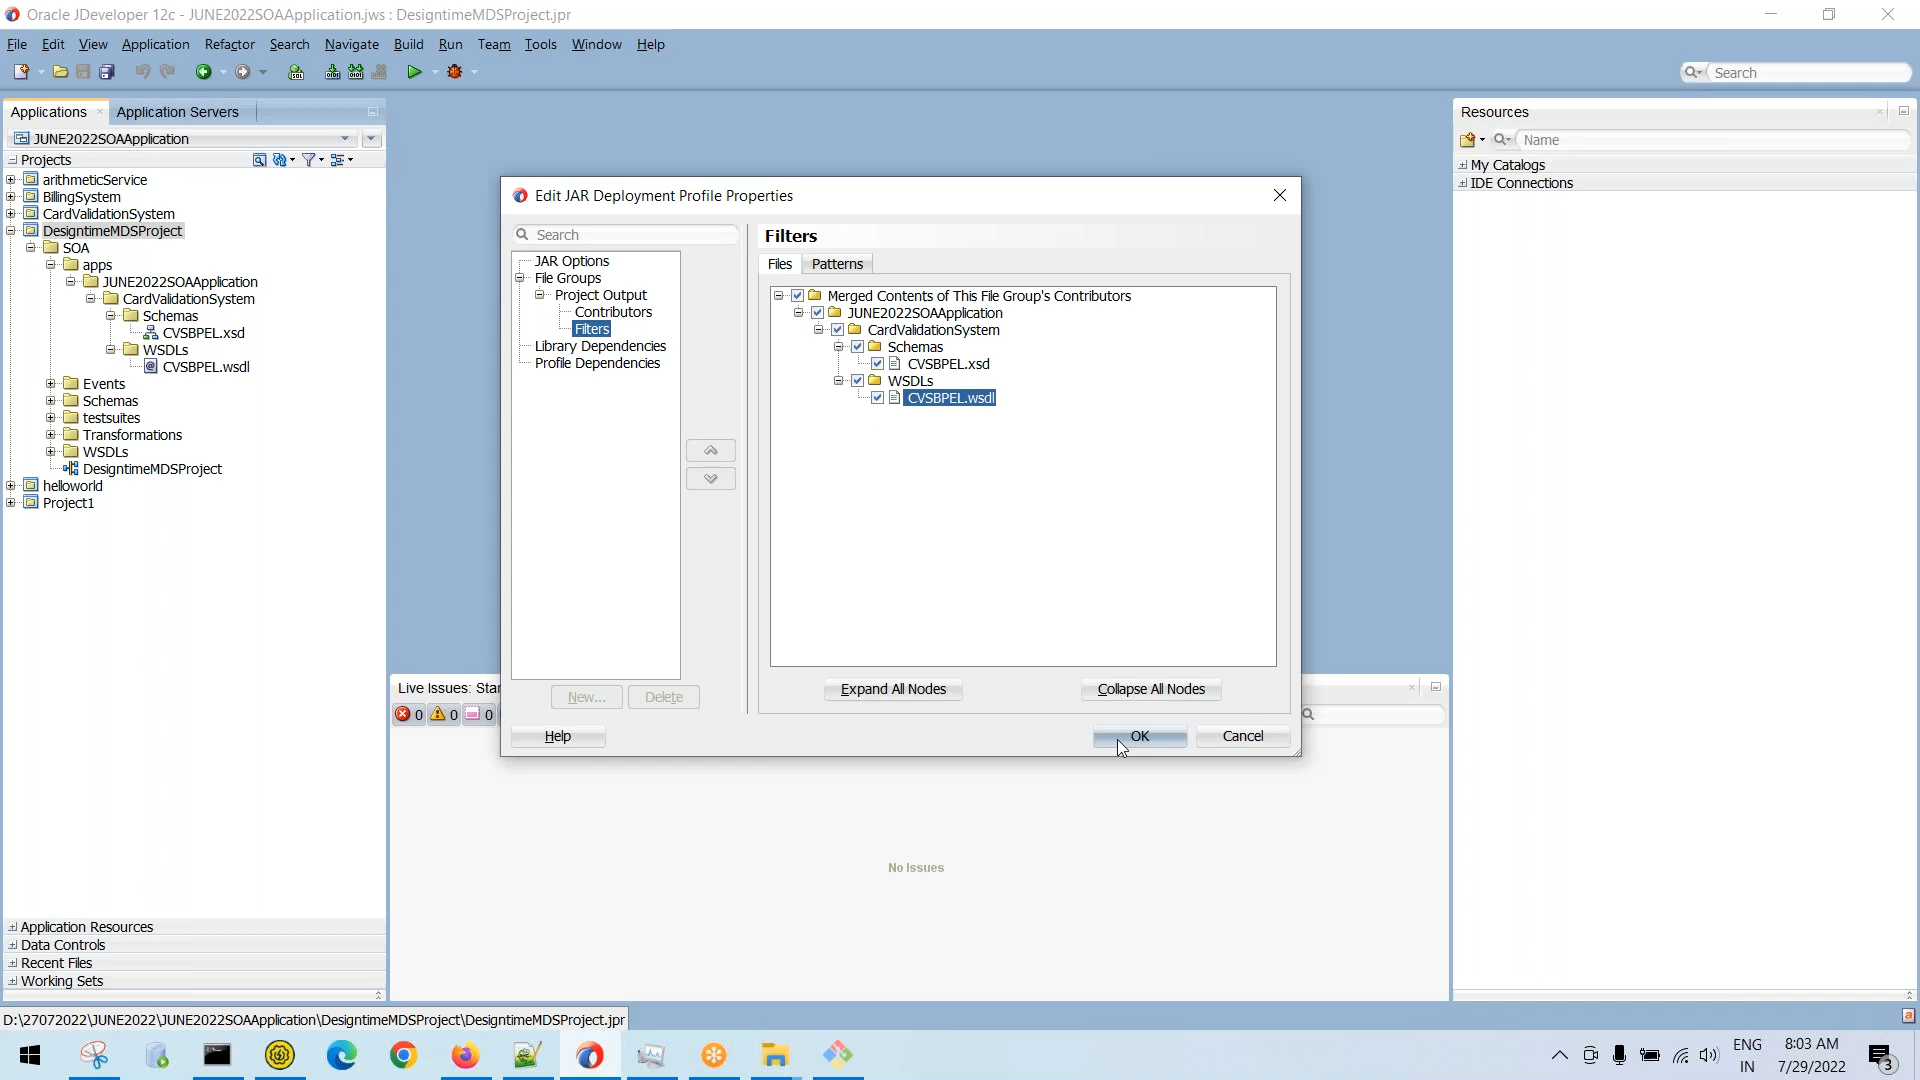 Oracle JDeveloper 12c - JUNE2022SOAApplication.jws : DesigntimeMDSProject.jpr
File Edit View Application Refactor Search Navigate Build Run Team Tools Window Help
Search
Applications Application Servers
JUNE2022SOAApplication
Projects
arithmeticService
BillingSystem
CardValidationSystem
DesigntimeMDSProject
SOA
apps
JUNE2022SOAApplication
CardValidationSystem
Schemas
CVSBPEL.xsd
WSDLs
CVSBPEL.wsdl
Events
Schemas
testsuites
Transformations
WSDLs
DesigntimeMDSProject
helloworld
Project1
Application Resources
Data Controls
Recent Files
Working Sets
Edit JAR Deployment Profile Properties
Search
JAR Options
File Groups
Project Output
Contributors
Filters
Library Dependencies
Profile Dependencies
New... Delete
Help
Filters
Files Patterns
Merged Contents of This File Group's Contributors
JUNE2022SOAApplication
CardValidationSystem
Schemas
CVSBPEL.xsd
WSDLs
CVSBPEL.wsdl
Expand All Nodes Collapse All Nodes
OK Cancel
Live Issues:
0 0 0
No Issues
Resources
Name
My Catalogs
IDE Connections
D:\27072022\JUNE2022\JUNE2022SOAApplication\DesigntimeMDSProject\DesigntimeMDSProject.jpr
ENG
IN
8:03 AM
7/29/2022
3